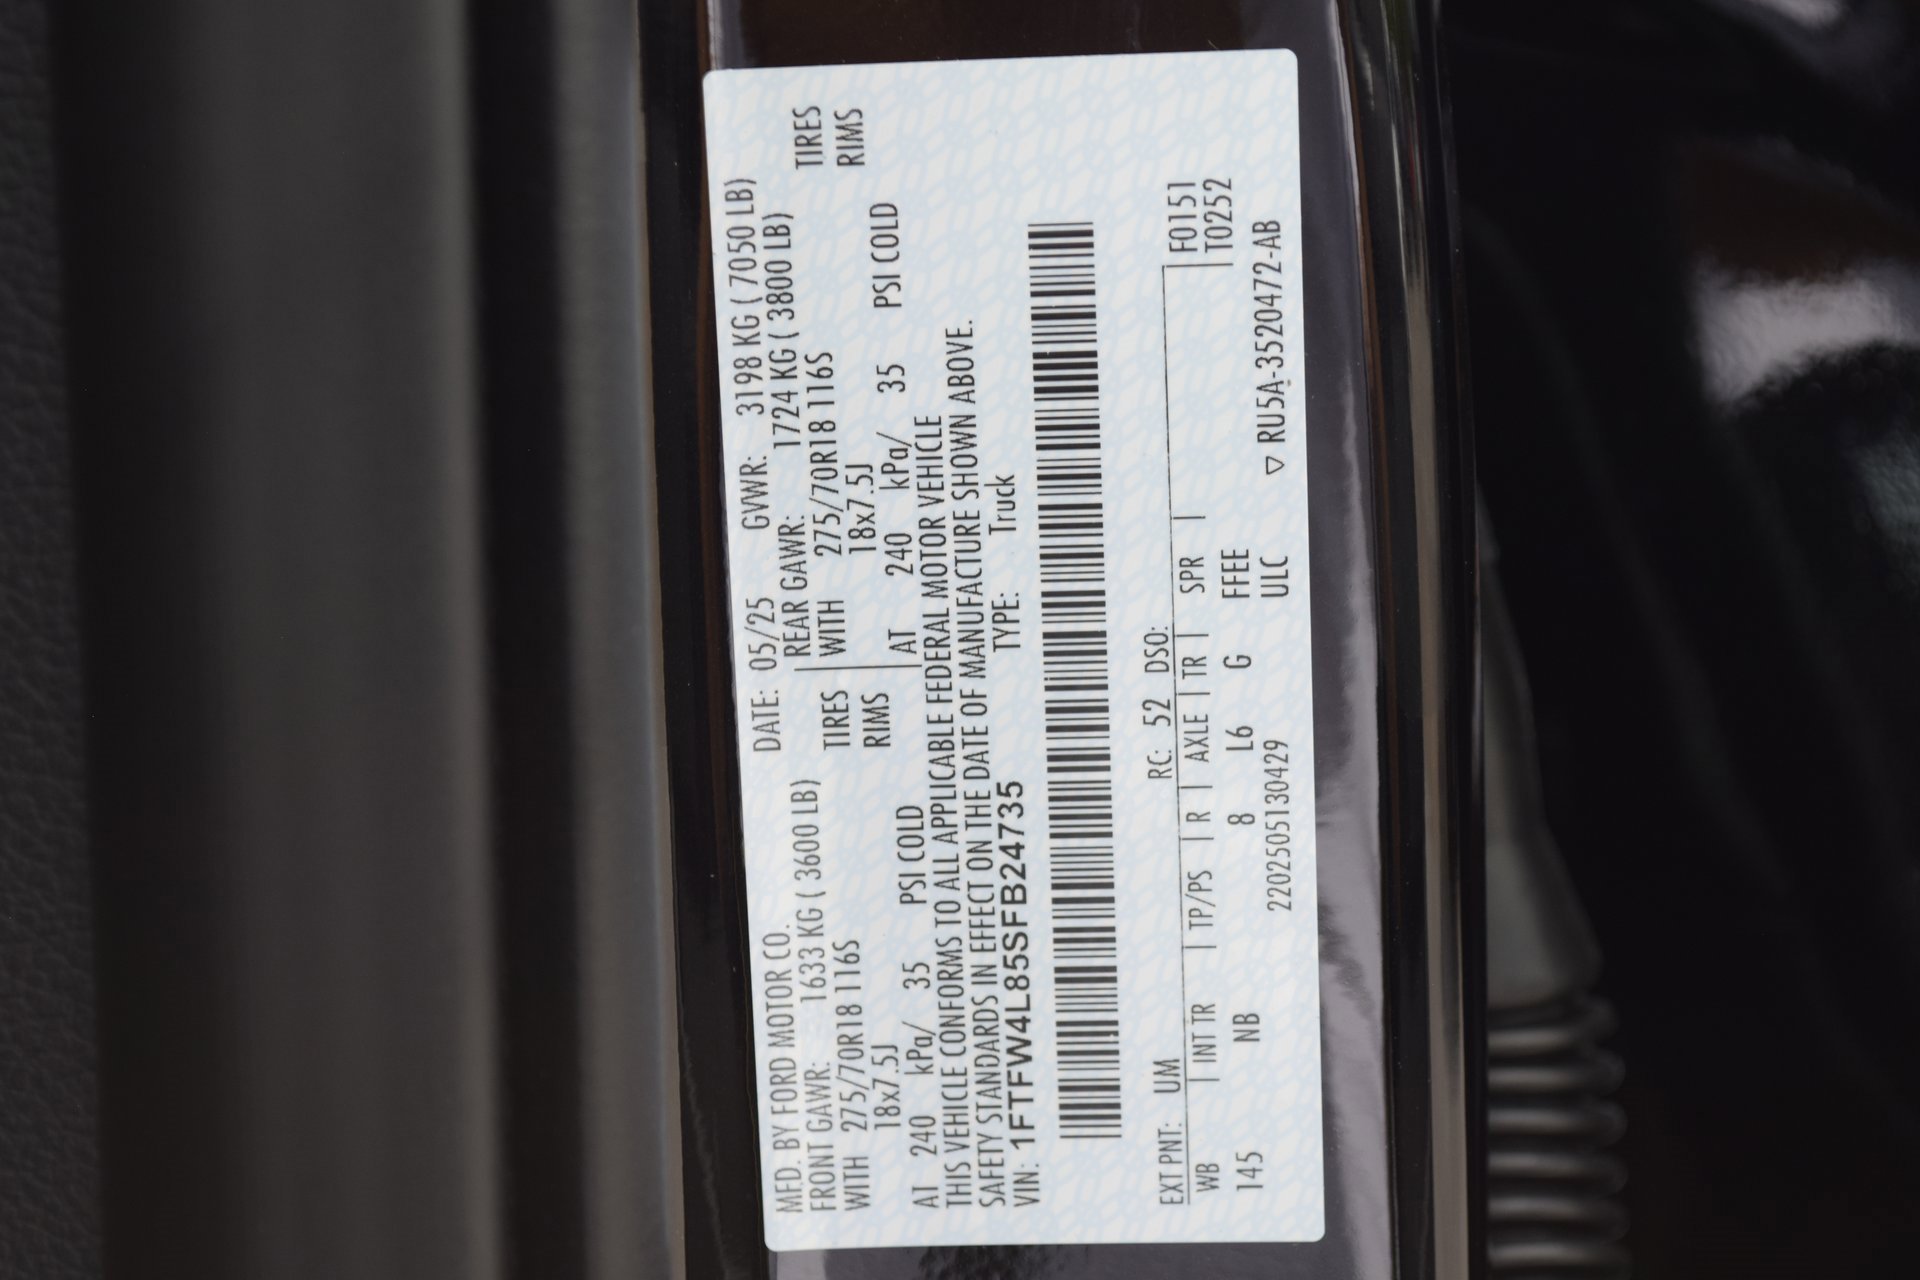 MFD. BY FORD MOTOR CO. DATE: 05/25 GVWR: 3198 KG ( 7050 LB)
FRONT GAWR: 1633 KG ( 3600 LB) REAR GAWR: 1724 KG ( 3800 LB)
WITH 275/70R18 116S TIRES WITH 275/70R18 116S TIRES
18x7.5J RIMS 18x7.5J RIMS
AT 240 kPa/ 35 PSI COLD AT 240 kPa/ 35 PSI COLD
THIS VEHICLE CONFORMS TO ALL APPLICABLE FEDERAL MOTOR VEHICLE
SAFETY STANDARDS IN EFFECT ON THE DATE OF MANUFACTURE SHOWN ABOVE.
VIN: 1FTFW4L85SFB24735 TYPE: Truck
EXT PNT: UM RC: 52 DSO: F0151
WB | INT TR | TP/PS | R | AXLE | TR | SPR | T0252
145 NB 8 L6 G FFEE
2202505130429 ULC ▽ RU5A-3520472-AB